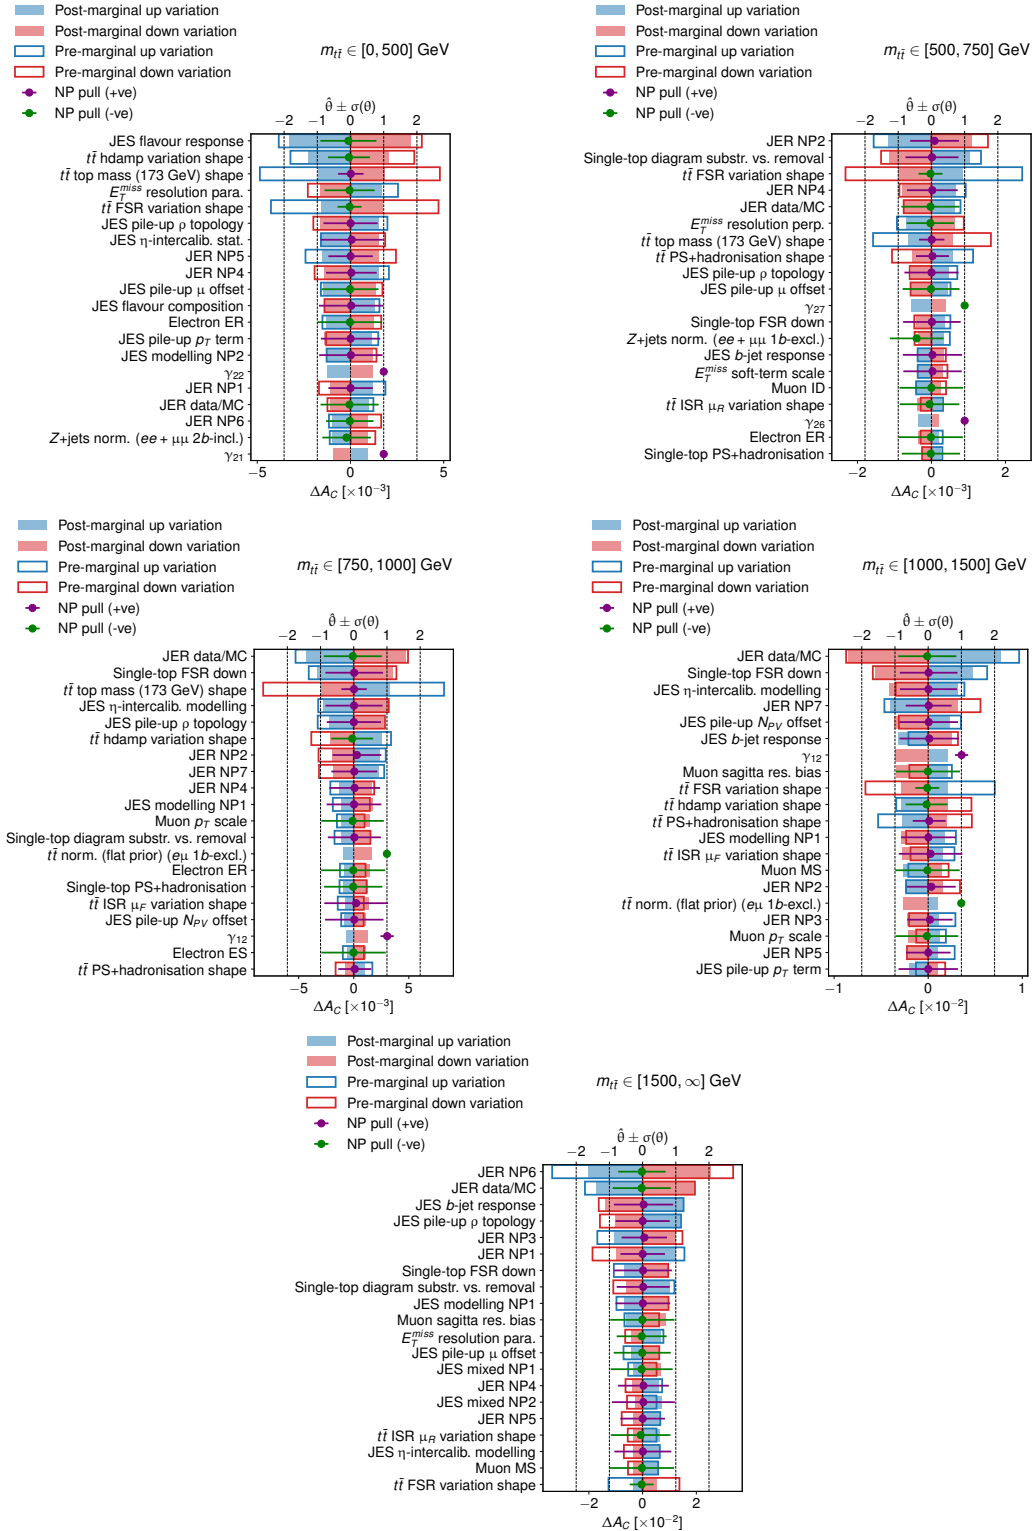 Post-marginal up variation
Post-marginal down variation
Pre-marginal up variation
Pre-marginal down variation
NP pull (+ve)
NP pull (-ve)
m_{tt̄} ∈ [0, 500] GeV
θ̂ ± σ(θ)
−2 −1 0 1 2
JES flavour response
tt̄ hdamp variation shape
tt̄ top mass (173 GeV) shape
E_T^{miss} resolution para.
tt̄ FSR variation shape
JES pile-up ρ topology
JES η-intercalib. stat.
JER NP5
JER NP4
JES pile-up μ offset
JES flavour composition
Electron ER
JES pile-up p_T term
JES modelling NP2
γ_{22}
JER NP1
JER data/MC
JER NP6
Z+jets norm. (ee + μμ 2b-incl.)
γ_{21}
−5 0 5
ΔA_C [×10^{−3}]
Post-marginal up variation
Post-marginal down variation
Pre-marginal up variation
Pre-marginal down variation
NP pull (+ve)
NP pull (-ve)
m_{tt̄} ∈ [500, 750] GeV
θ̂ ± σ(θ)
−2 −1 0 1 2
JER NP2
Single-top diagram substr. vs. removal
tt̄ FSR variation shape
JER NP4
JER data/MC
E_T^{miss} resolution perp.
tt̄ top mass (173 GeV) shape
tt̄ PS+hadronisation shape
JES pile-up ρ topology
JES pile-up μ offset
γ_{27}
Single-top FSR down
Z+jets norm. (ee + μμ 1b-excl.)
JES b-jet response
E_T^{miss} soft-term scale
Muon ID
tt̄ ISR μ_R variation shape
γ_{26}
Electron ER
Single-top PS+hadronisation
−2 0 2
ΔA_C [×10^{−3}]
Post-marginal up variation
Post-marginal down variation
Pre-marginal up variation
Pre-marginal down variation
NP pull (+ve)
NP pull (-ve)
m_{tt̄} ∈ [750, 1000] GeV
θ̂ ± σ(θ)
−2 −1 0 1 2
JER data/MC
Single-top FSR down
tt̄ top mass (173 GeV) shape
JES η-intercalib. modelling
JES pile-up ρ topology
tt̄ hdamp variation shape
JER NP2
JER NP7
JER NP4
JES modelling NP1
Muon p_T scale
Single-top diagram substr. vs. removal
tt̄ norm. (flat prior) (eμ 1b-excl.)
Electron ER
Single-top PS+hadronisation
tt̄ ISR μ_F variation shape
JES pile-up N_{PV} offset
γ_{12}
Electron ES
tt̄ PS+hadronisation shape
−5 0 5
ΔA_C [×10^{−3}]
Post-marginal up variation
Post-marginal down variation
Pre-marginal up variation
Pre-marginal down variation
NP pull (+ve)
NP pull (-ve)
m_{tt̄} ∈ [1000, 1500] GeV
θ̂ ± σ(θ)
−2 −1 0 1 2
JER data/MC
Single-top FSR down
JES η-intercalib. modelling
JER NP7
JES pile-up N_{PV} offset
JES b-jet response
γ_{12}
Muon sagitta res. bias
tt̄ FSR variation shape
tt̄ hdamp variation shape
tt̄ PS+hadronisation shape
JES modelling NP1
tt̄ ISR μ_F variation shape
Muon MS
JER NP2
tt̄ norm. (flat prior) (eμ 1b-excl.)
JER NP3
Muon p_T scale
JER NP5
JES pile-up p_T term
−1 0 1
ΔA_C [×10^{−2}]
Post-marginal up variation
Post-marginal down variation
Pre-marginal up variation
Pre-marginal down variation
NP pull (+ve)
NP pull (-ve)
m_{tt̄} ∈ [1500, ∞] GeV
θ̂ ± σ(θ)
−2 −1 0 1 2
JER NP6
JER data/MC
JES b-jet response
JES pile-up ρ topology
JER NP3
JER NP1
Single-top FSR down
Single-top diagram substr. vs. removal
JES modelling NP1
Muon sagitta res. bias
E_T^{miss} resolution para.
JES pile-up μ offset
JES mixed NP1
JER NP4
JES mixed NP2
JER NP5
tt̄ ISR μ_R variation shape
JES η-intercalib. modelling
Muon MS
tt̄ FSR variation shape
−2 0 2
ΔA_C [×10^{−2}]